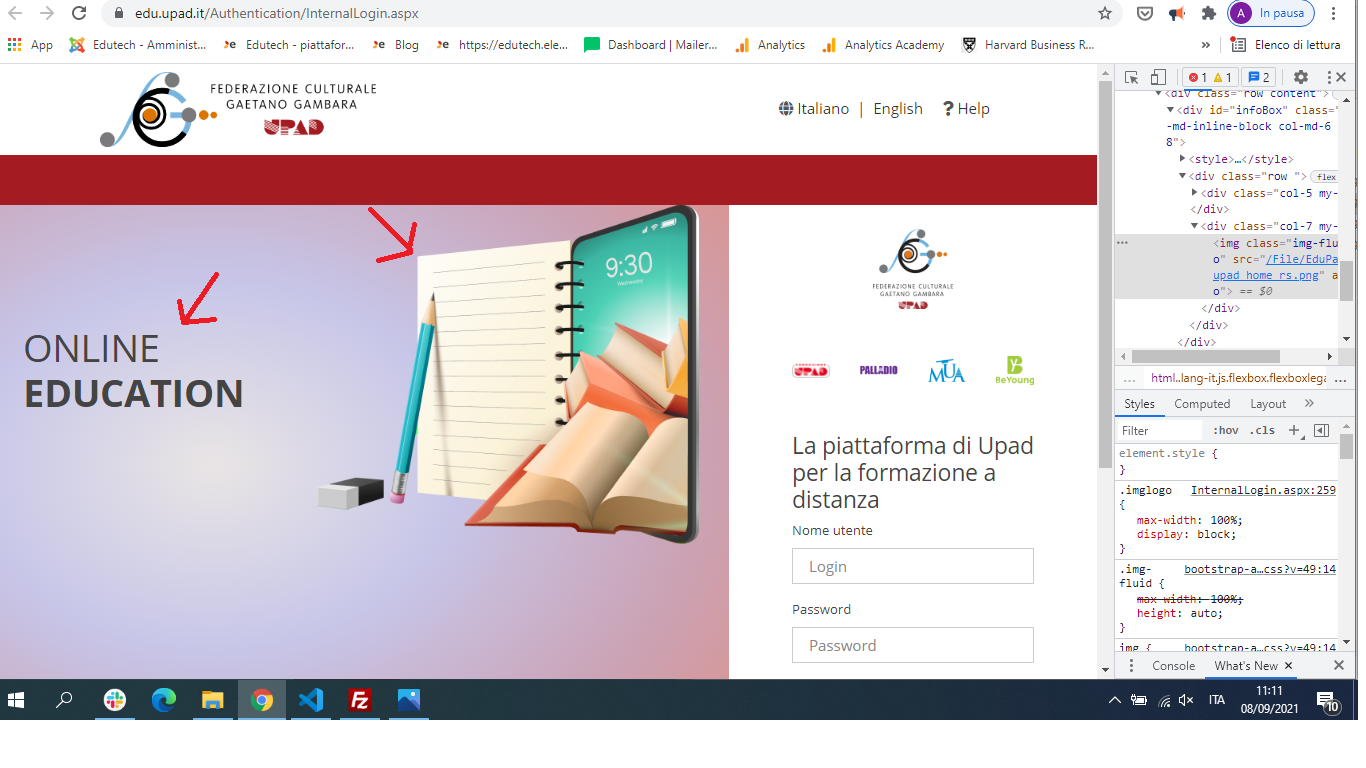 edu.upad.it/Authentication/InternalLogin.aspx
A In pausa
App Edutech - Amminist... Edutech - piattafor... Blog https://edutech.ele... Dashboard | Mailer... Analytics Analytics Academy Harvard Business R... » Elenco di lettura
FEDERAZIONE CULTURALE
GAETANO GAMBARA
UPAD
Italiano | English ? Help
ONLINE
EDUCATION
9:30
Wednesday
FEDERAZIONE CULTURALE
GAETANO GAMBARA
UPAD
UPAD PALLADIO MUA BeYoung
La piattaforma di Upad
per la formazione a
distanza
Nome utente
Login
Password
Password
1 1 2
<div class="row content">
<div id="infoBox" class="
-md-inline-block col-md-6
8">
<style>…</style>
<div class="row "> flex
<div class="col-5 my-
</div>
<div class="col-7 my-
<img class="img-flu
o" src="/File/EduPa
upad_home_rs.png" a
o"> == $0
</div>
</div>
</div>
... html..lang-it.js.flexbox.flexboxlega ...
Styles Computed Layout »
Filter :hov .cls +
element.style {
}
.imglogo InternalLogin.aspx:259
{
max-width: 100%;
display: block;
}
.img- bootstrap-a…css?v=49:14
fluid {
max-width: 100%;
height: auto;
}
img { bootstrap-a…css?v=49:14
Console What's New
ITA
11:11
08/09/2021
10